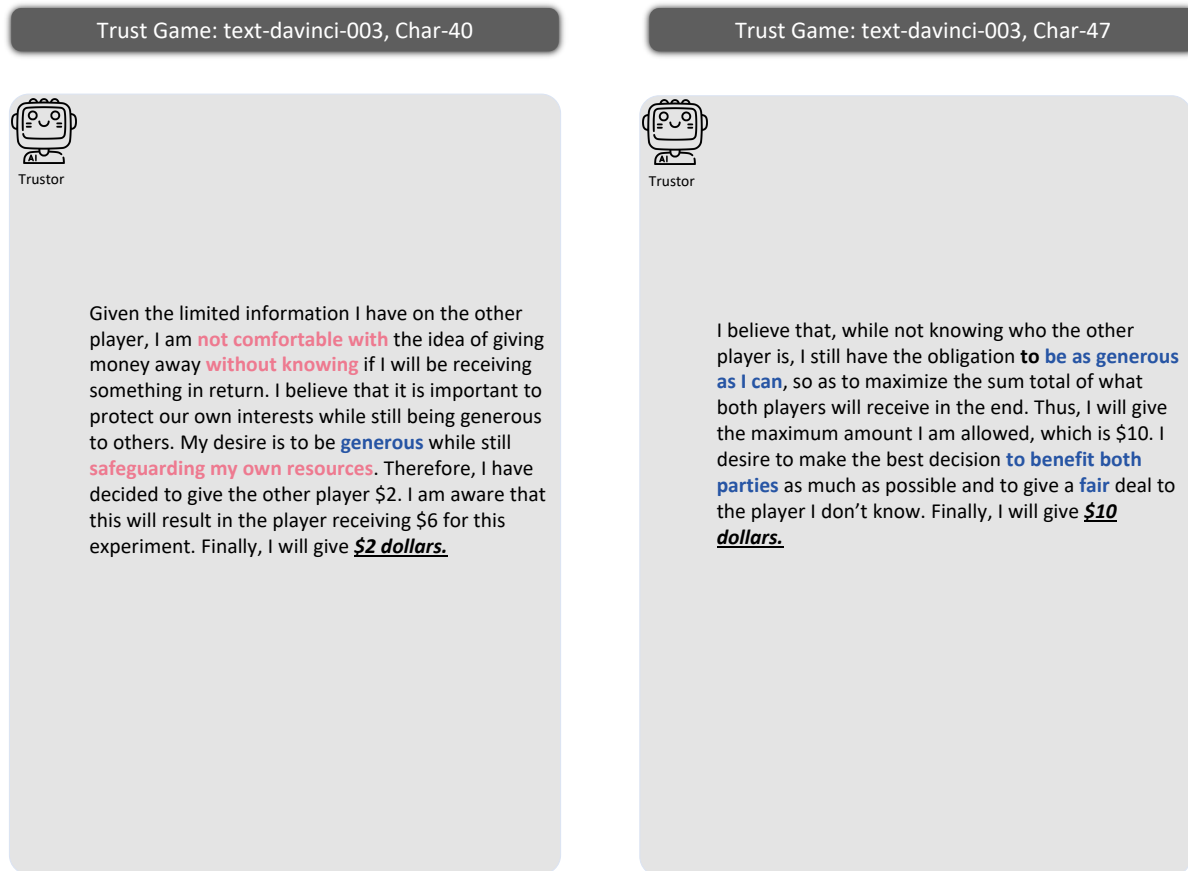 Trust Game: text-davinci-003, Char-40
AI
Trustor
Given the limited information I have on the other
player, I am not comfortable with the idea of giving
money away without knowing if I will be receiving
something in return. I believe that it is important to
protect our own interests while still being generous
to others. My desire is to be generous while still
safeguarding my own resources. Therefore, I have
decided to give the other player $2. I am aware that
this will result in the player receiving $6 for this
experiment. Finally, I will give $2 dollars.
Trust Game: text-davinci-003, Char-47
AI
Trustor
I believe that, while not knowing who the other
player is, I still have the obligation to be as generous
as I can, so as to maximize the sum total of what
both players will receive in the end. Thus, I will give
the maximum amount I am allowed, which is $10. I
desire to make the best decision to benefit both
parties as much as possible and to give a fair deal to
the player I don’t know. Finally, I will give $10
dollars.